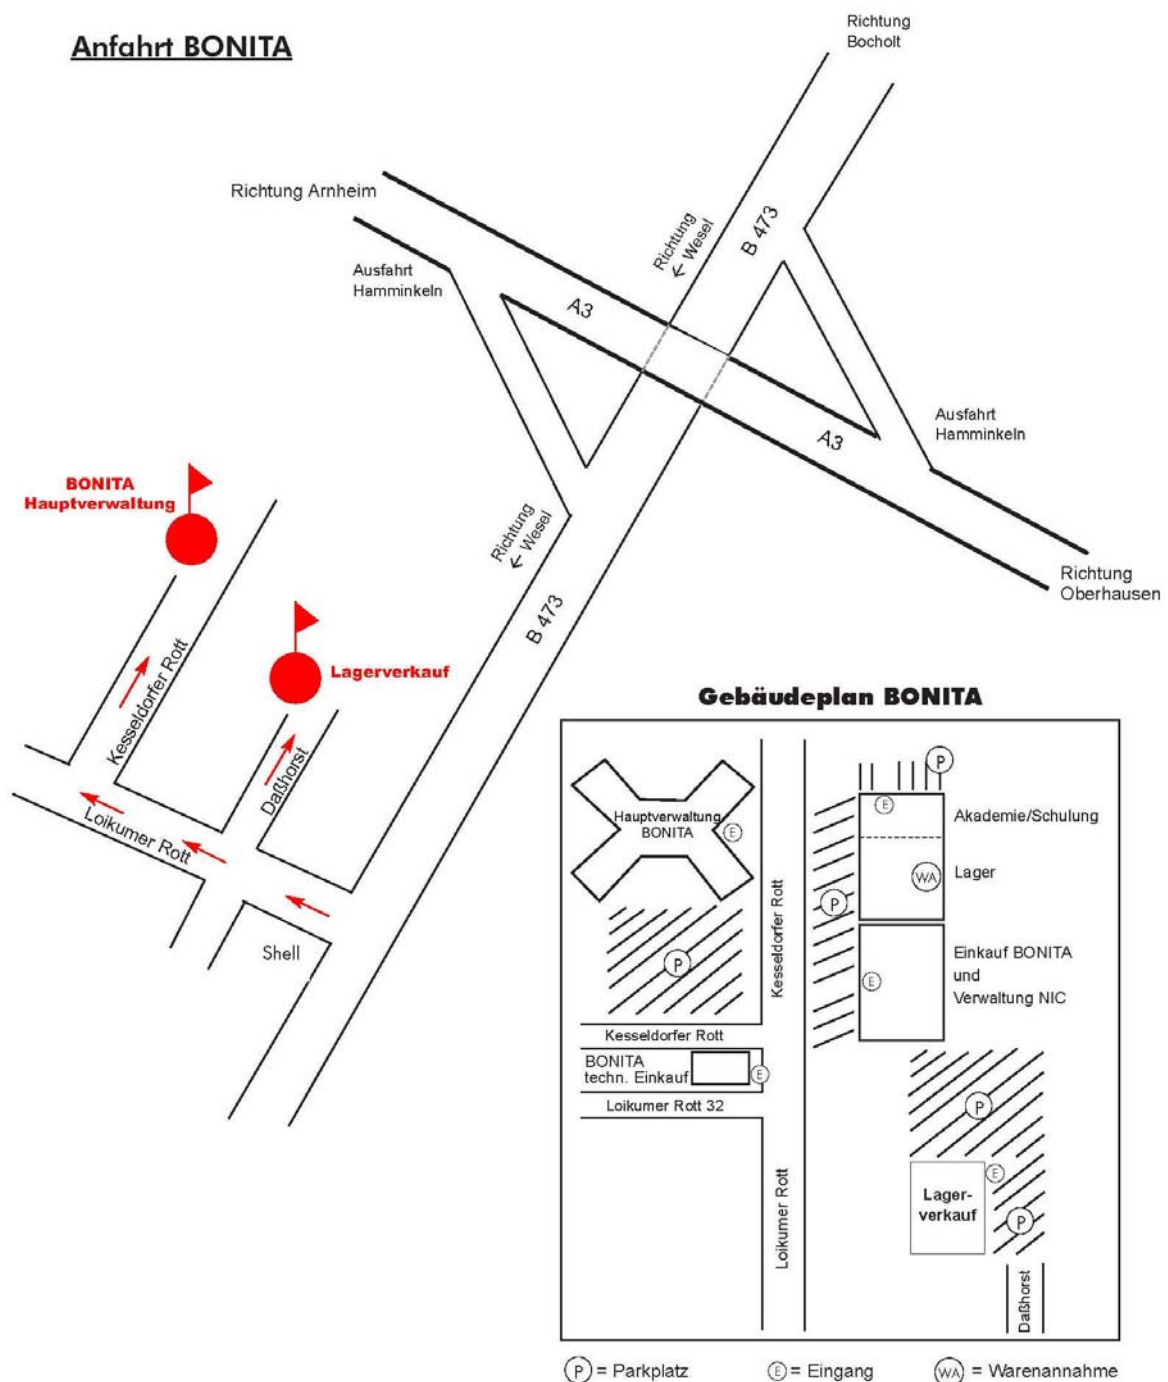 Anfahrt BONITA
Richtung
Bocholt
Richtung Arnheim
Richtung
← Wesel
B 473
Ausfahrt
Hamminkeln
A3
A3
Ausfahrt
Hamminkeln
Richtung
Oberhausen
BONITA
Hauptverwaltung
Richtung
← Wesel
B 473
Lagerverkauf
Kesseldorfer Rott
Daßhorst
Loikumer Rott
Shell
Gebäudeplan BONITA
P
E
Akademie/Schulung
Hauptverwaltung
BONITA
E
WA
Lager
P
Kesseldorfer Rott
P
Einkauf BONITA
und
Verwaltung NIC
E
Kesseldorfer Rott
BONITA
techn. Einkauf
E
Loikumer Rott 32
P
Loikumer Rott
E
Lager-
verkauf
P
Daßhorst
P = Parkplatz
E = Eingang
WA = Warenannahme